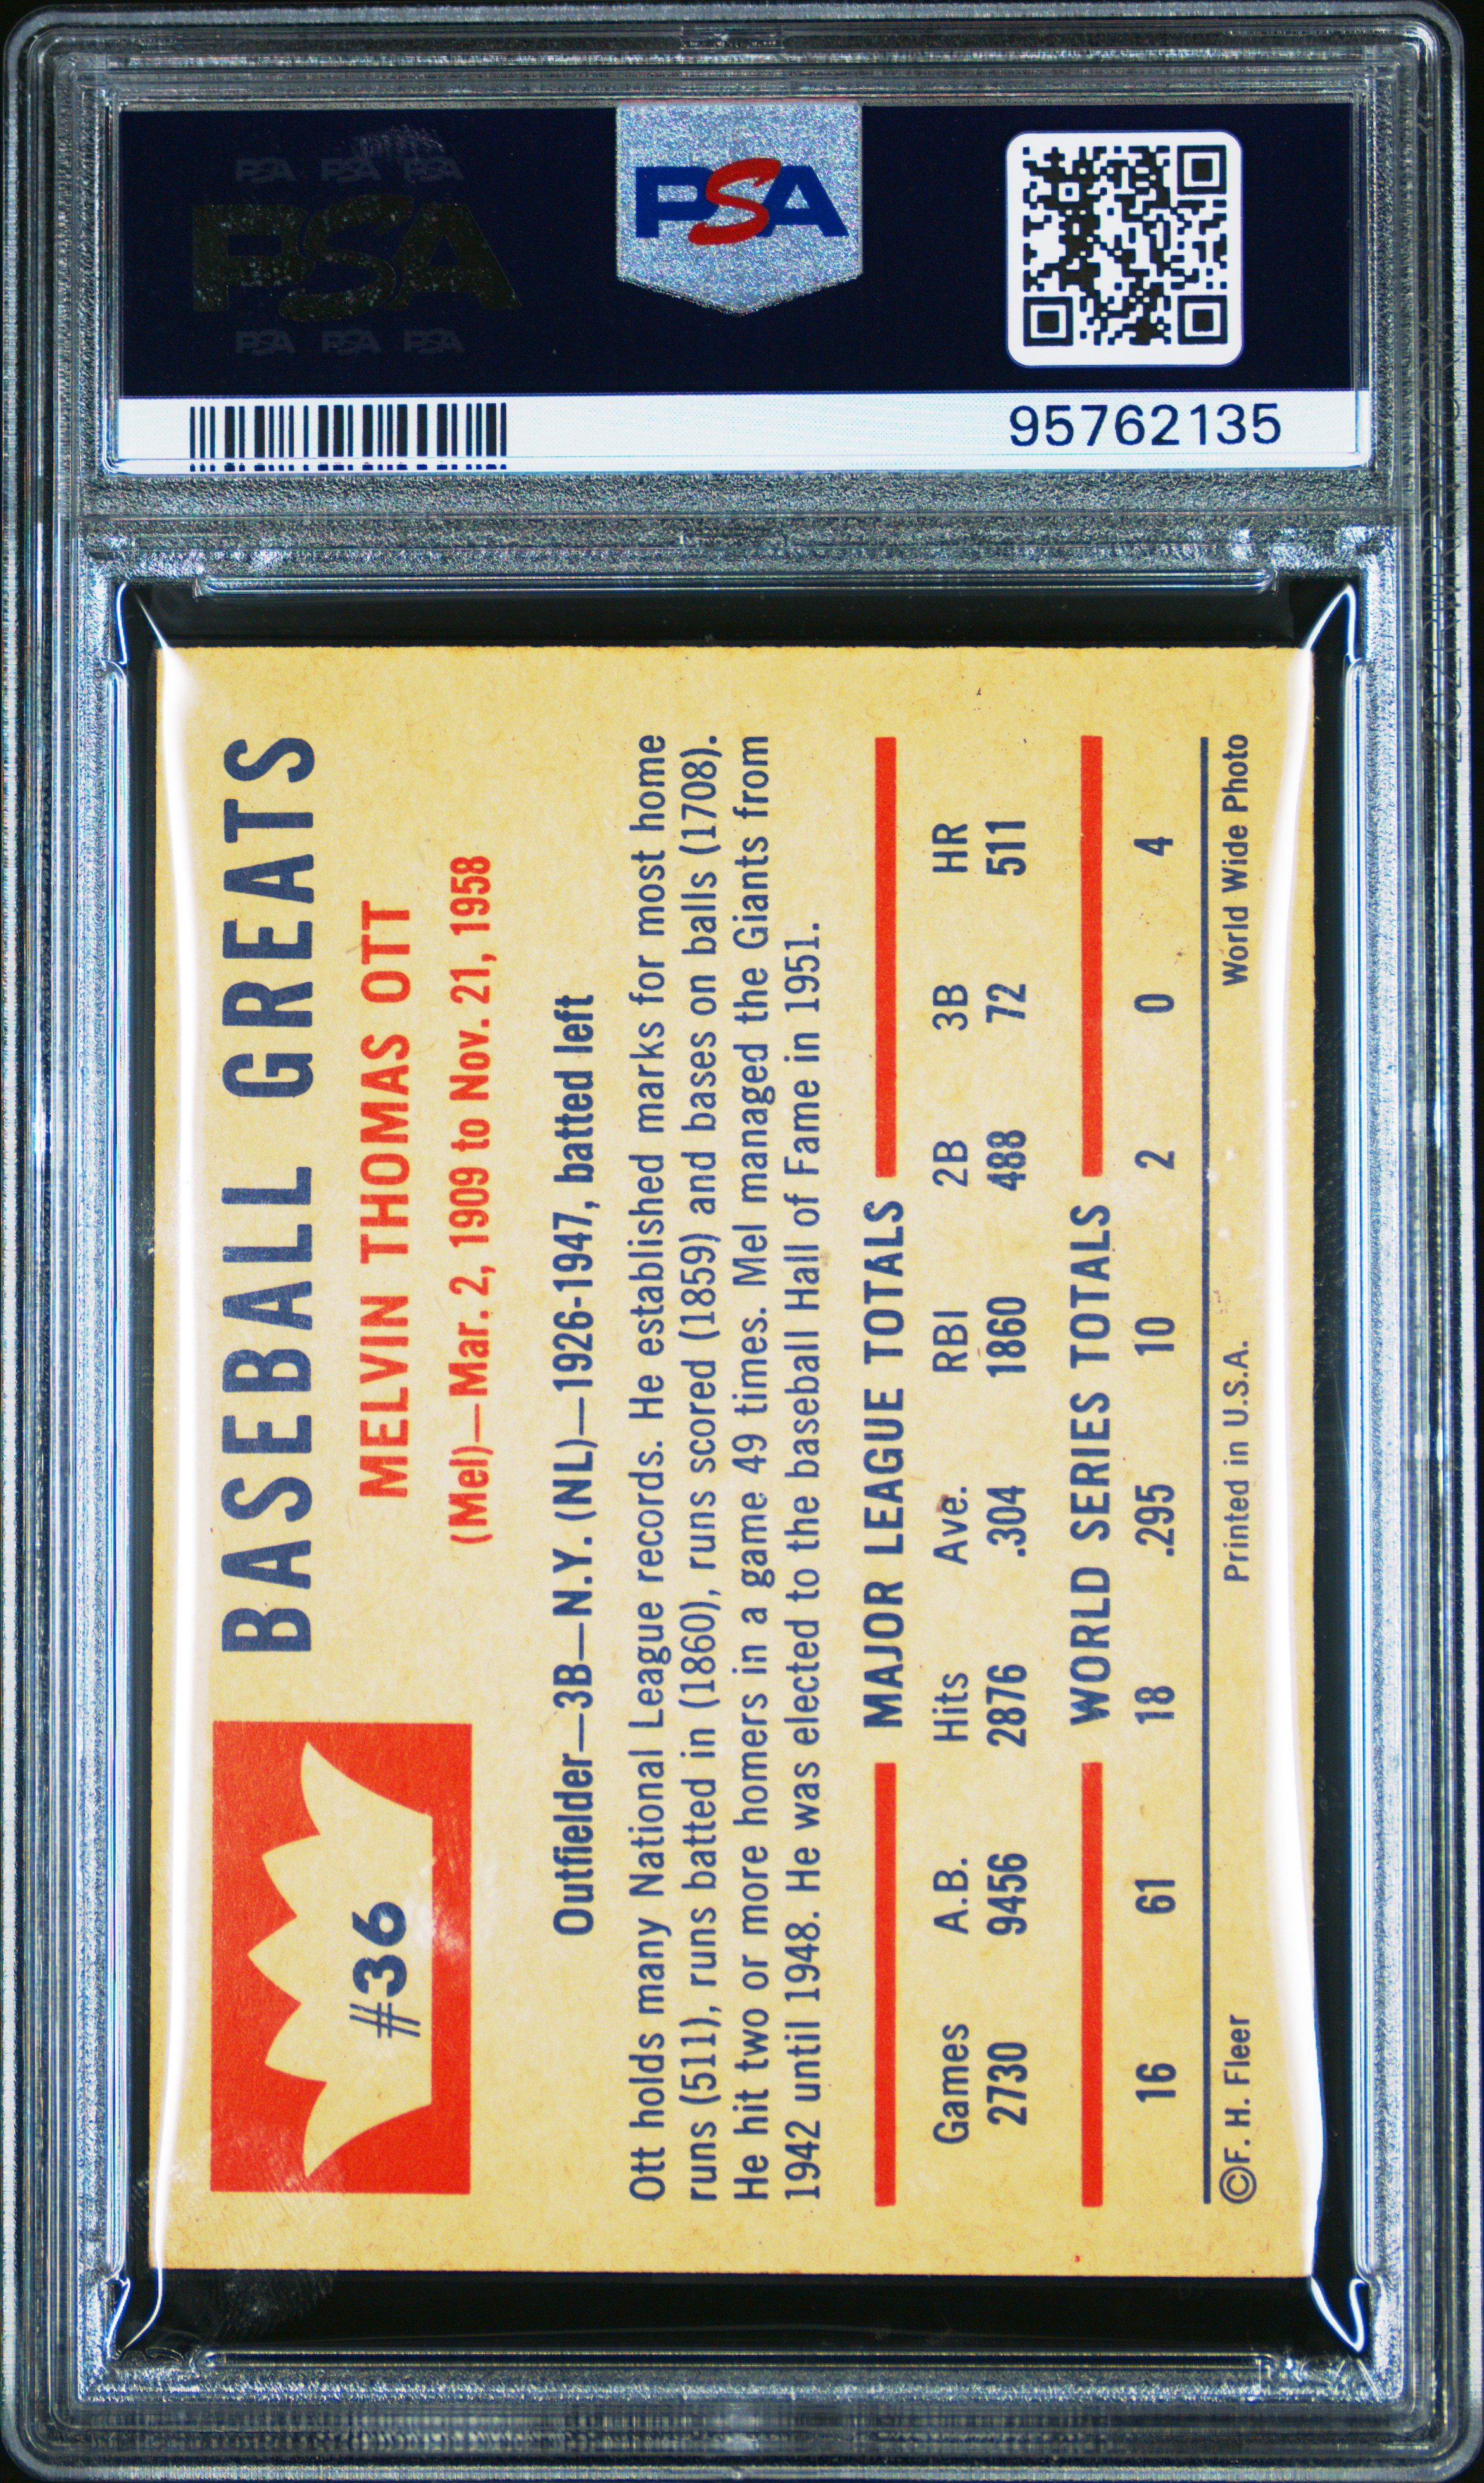 PSA PSA PSA
PSA
PSA PSA PSA
PSA
95762135
#36
BASEBALL GREATS
MELVIN THOMAS OTT
(Mel)—Mar. 2, 1909 to Nov. 21, 1958
Outfielder—3B—N.Y. (NL)—1926-1947, batted left
Ott holds many National League records. He established marks for most home
runs (511), runs batted in (1860), runs scored (1859) and bases on balls (1708).
He hit two or more homers in a game 49 times. Mel managed the Giants from
1942 until 1948. He was elected to the baseball Hall of Fame in 1951.
MAJOR LEAGUE TOTALS
Games A.B. Hits Ave. RBI 2B 3B HR
2730 9456 2876 .304 1860 488 72 511
WORLD SERIES TOTALS
16 61 18 .295 10 2 0 4
©F. H. Fleer Printed in U.S.A. World Wide Photo